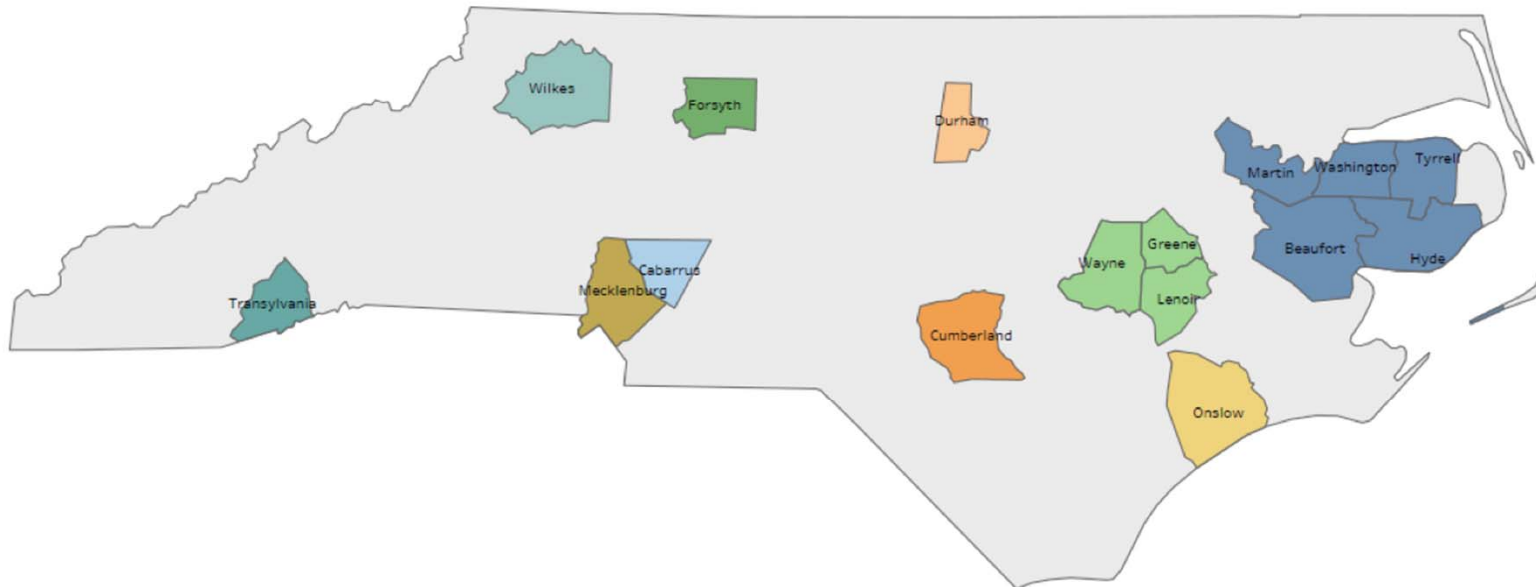 Wilkes
Forsyth
Durham
Martin
Washington
Tyrrell
Transylvania
Mecklenburg
Cabarrus
Wayne
Greene
Lenoir
Beaufort
Hyde
Cumberland
Onslow